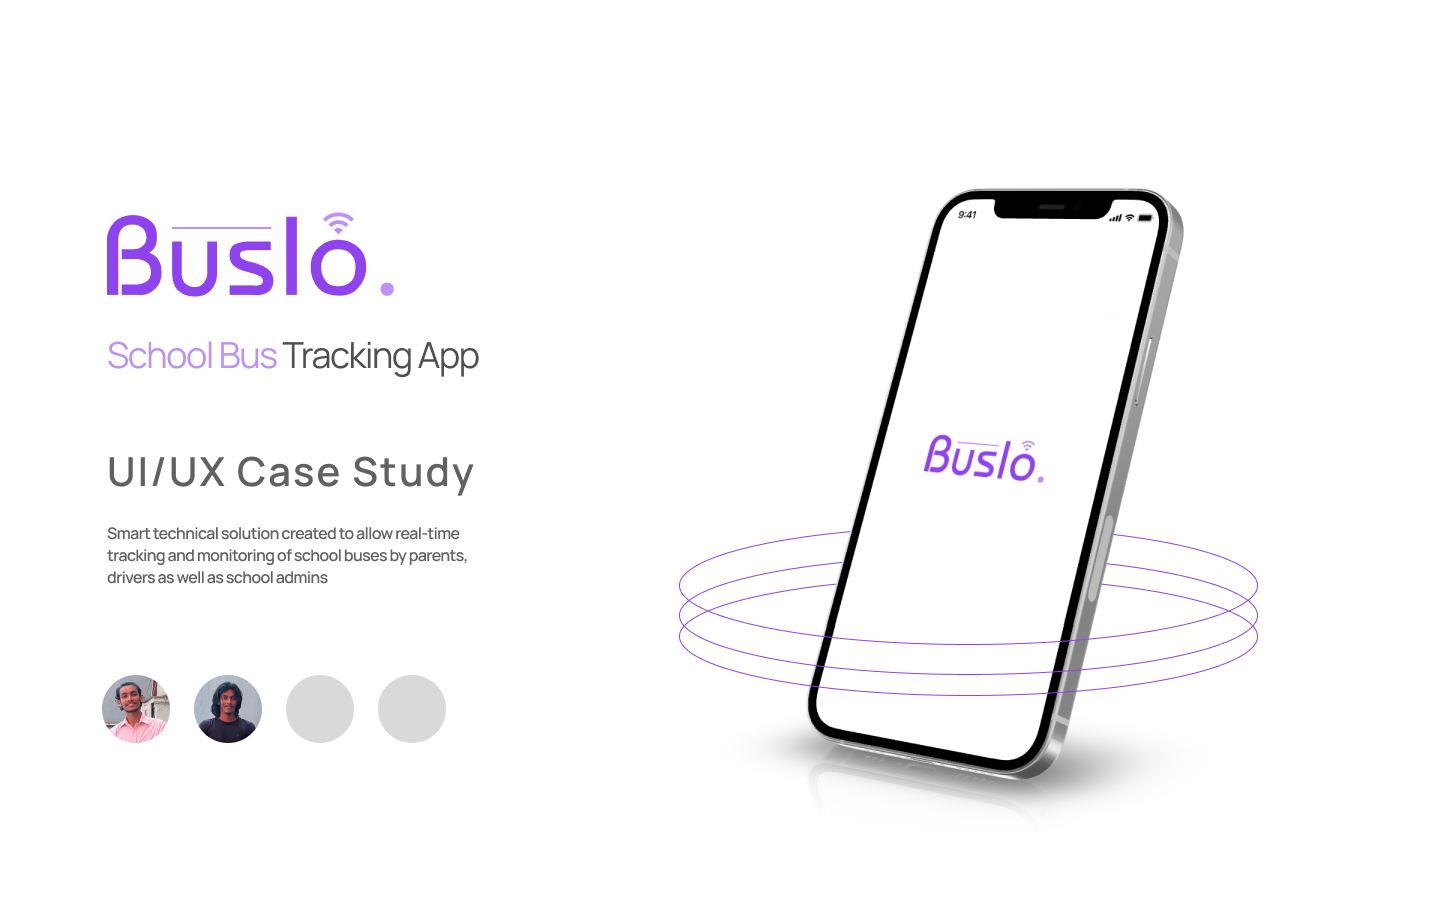 Buslo.
School Bus Tracking App
UI/UX Case Study
Smart technical solution created to allow real-time
tracking and monitoring of school buses by parents,
drivers as well as school admins
9:41
Buslo.